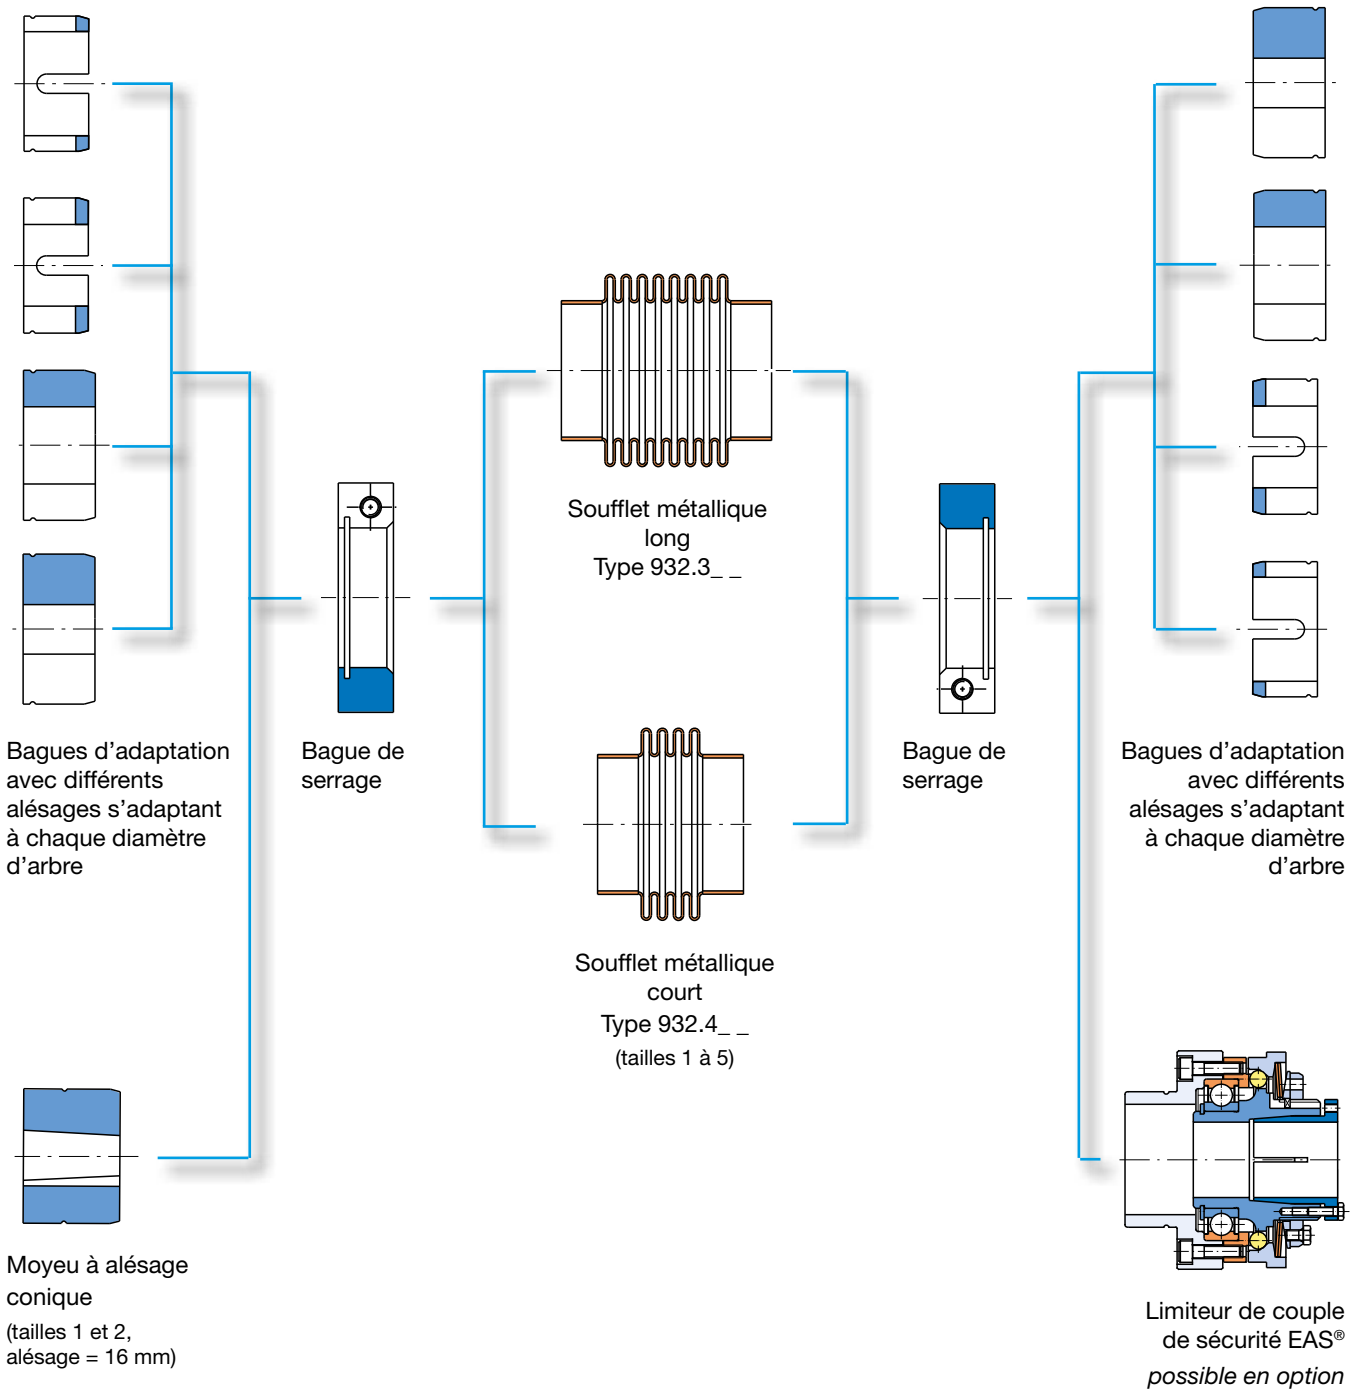 Soufflet métallique
long
Type 932.3_ _
Bagues d’adaptation
avec différents
alésages s’adaptant
à chaque diamètre
d’arbre
Bague de
serrage
Bague de
serrage
Bagues d’adaptation
avec différents
alésages s’adaptant
à chaque diamètre
d’arbre
Soufflet métallique
court
Type 932.4_ _
(tailles 1 à 5)
Moyeu à alésage
conique
(tailles 1 et 2,
alésage = 16 mm)
Limiteur de couple
de sécurité EAS®
possible en option